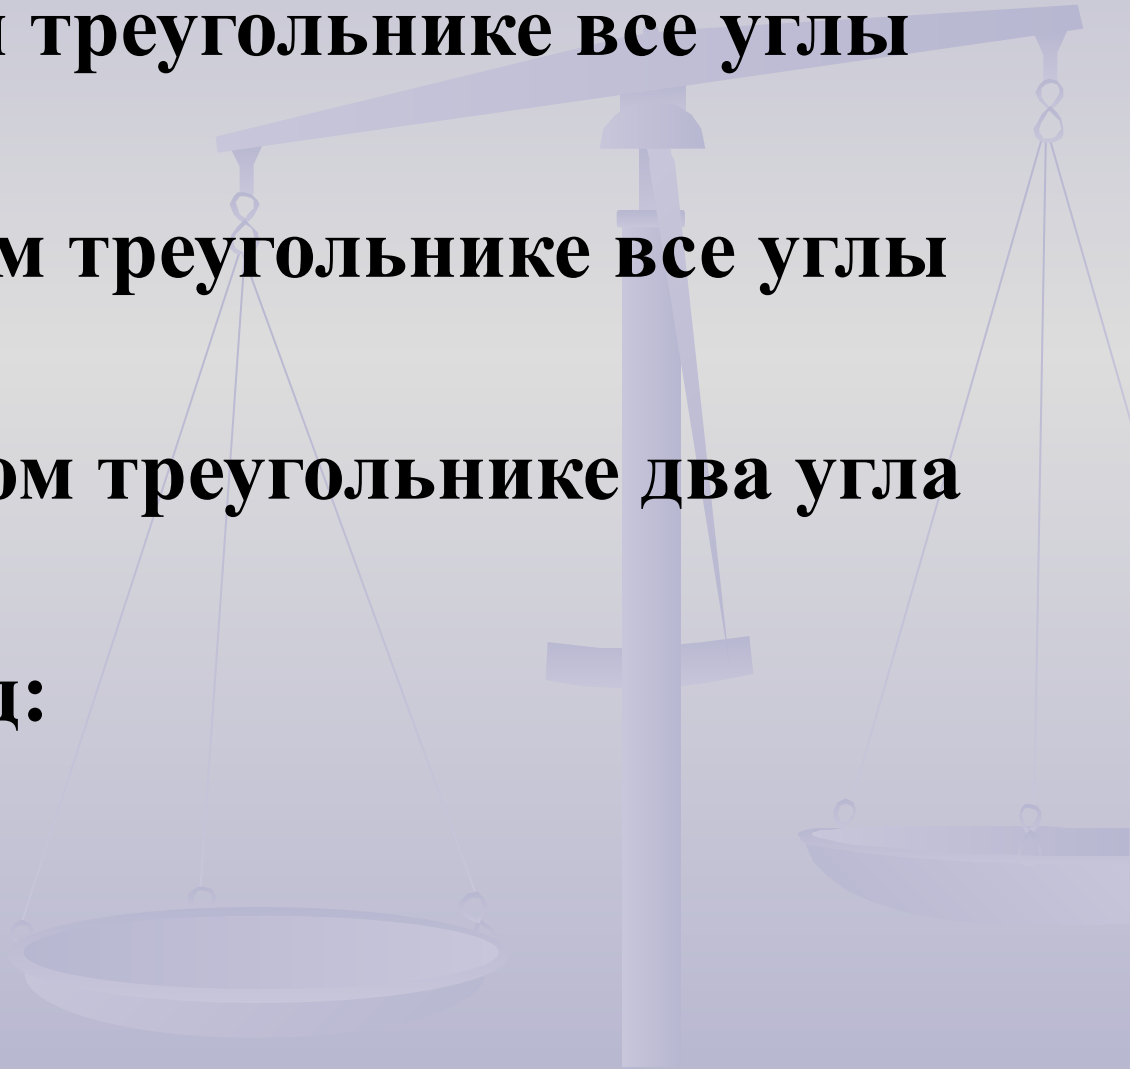 треугольнике все углы
м треугольнике все углы
ом треугольнике два угла
д: